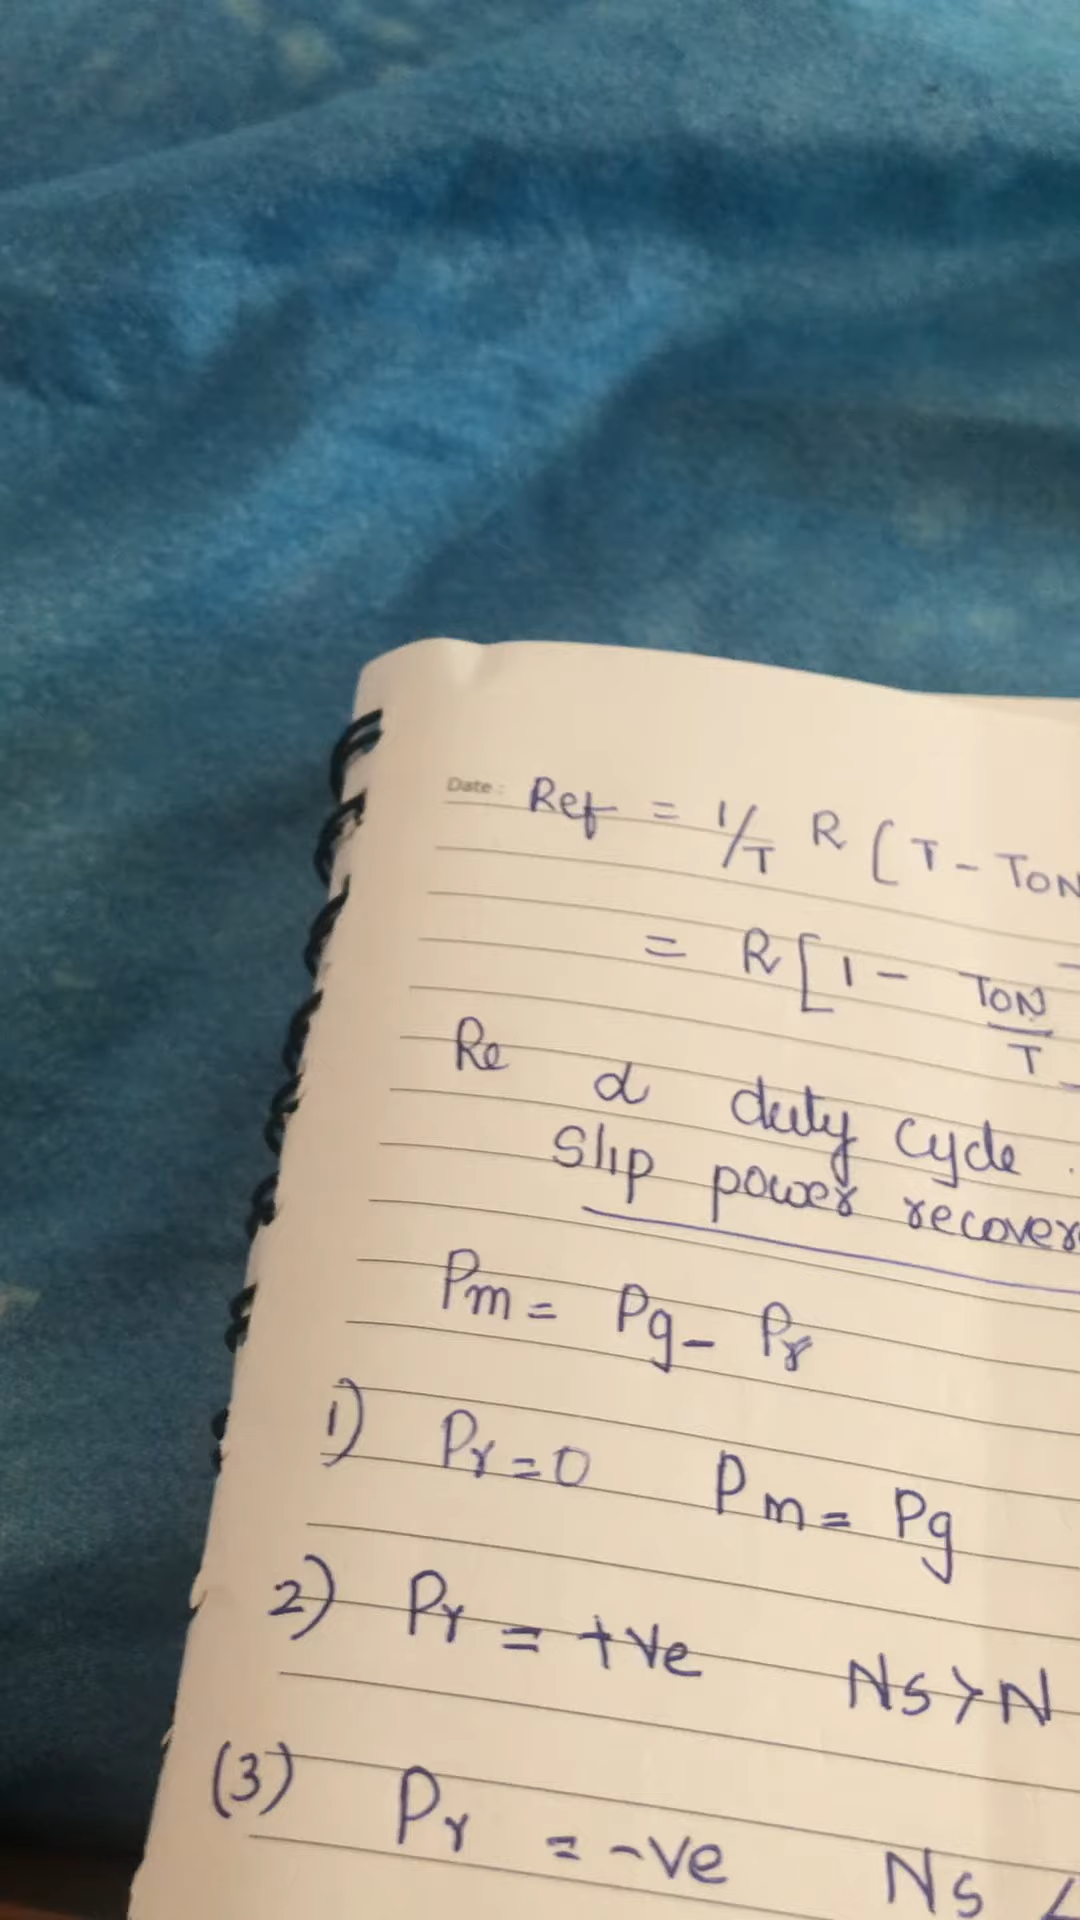 Date : Ref = 1/T R [T - TON
= R [1 - TON/T
Re α duty cycle .
Slip power recover
Pm = Pg - Pr
1) Pr = 0 Pm = Pg
2) Pr = +ve Ns > N
(3) Pr = -ve Ns <